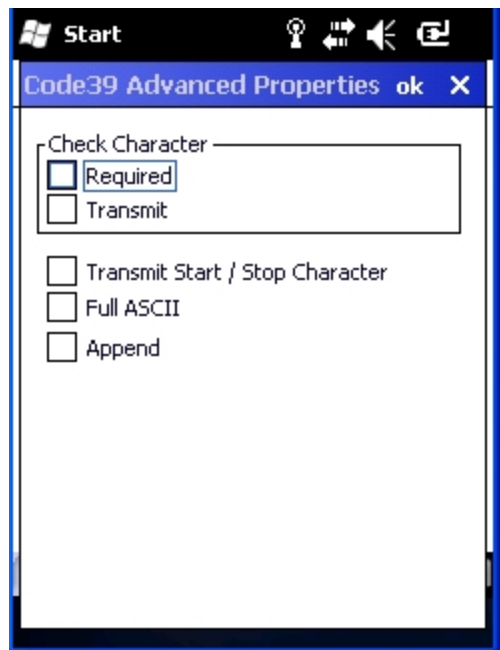 Start
Code39 Advanced Properties ok X
Check Character
Required
Transmit
Transmit Start / Stop Character
Full ASCII
Append